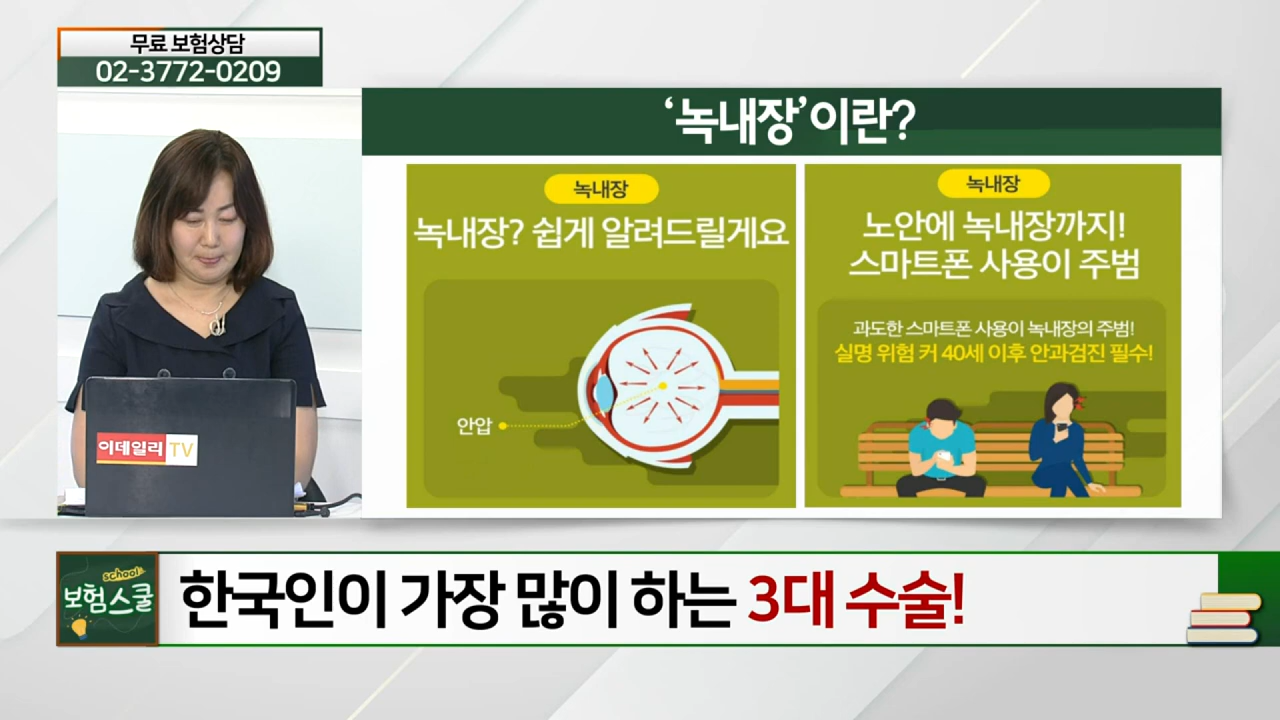 무료 보험상담
02-3772-0209
‘녹내장’이란?
녹내장
녹내장? 쉽게 알려드릴게요
안압
녹내장
노안에 녹내장까지!
스마트폰 사용이 주범
과도한 스마트폰 사용이 녹내장의 주범!
실명 위험 커 40세 이후 안과검진 필수!
이데일리 TV
school
보험스쿨
한국인이 가장 많이 하는 3대 수술!